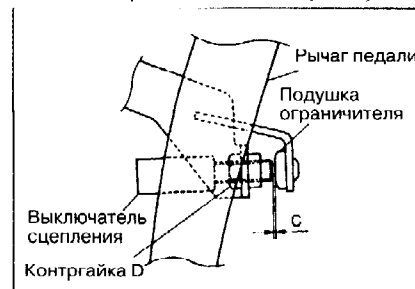 Рычаг педали
Подушка
ограничителя
Выключатель
сцепления
C
Контргайка D